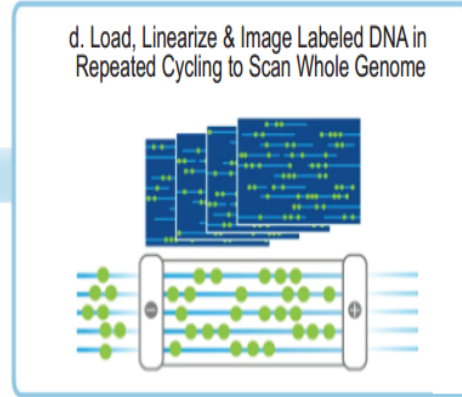 d. Load, Linearize & Image Labeled DNA in
Repeated Cycling to Scan Whole Genome
− +